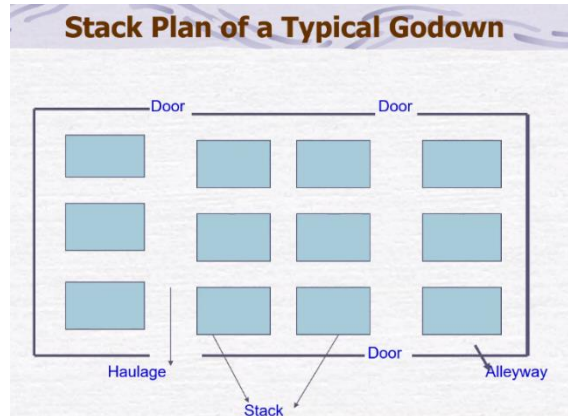 Stack Plan of a Typical Godown
Door
Door
Door
Haulage
Alleyway
Stack